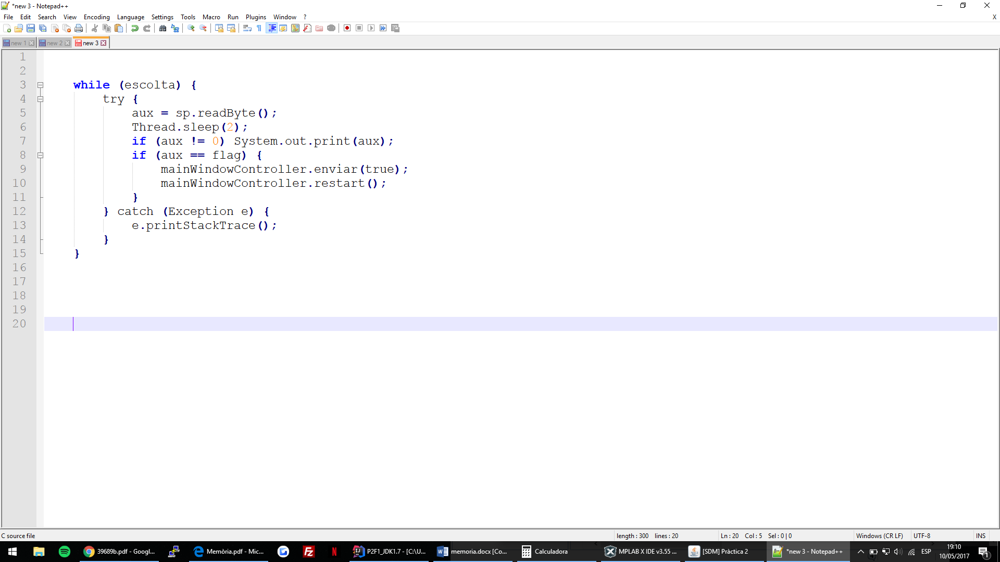 *new 3 - Notepad++
File Edit Search View Encoding Language Settings Tools Macro Run Plugins Window ? X
new 1 new 2 new 3
1
2
3 while (escolta) {
4 try {
5 aux = sp.readByte();
6 Thread.sleep(2);
7 if (aux != 0) System.out.print(aux);
8 if (aux == flag) {
9 mainWindowController.enviar(true);
10 mainWindowController.restart();
11 }
12 } catch (Exception e) {
13 e.printStackTrace();
14 }
15 }
16
17
18
19
20
C source file length : 300 lines : 20 Ln : 20 Col : 5 Sel : 0 | 0 Windows (CR LF) UTF-8 INS
39689b.pdf - Googl... Memòria.pdf - Mic... FZ N IJ P2F1_JDK1.7 - [C:\U... memoria.docx [Co... Calculadora MPLAB X IDE v3.55 ... [SDM] Pràctica 2 *new 3 - Notepad++ ESP 19:10
10/05/2017 1